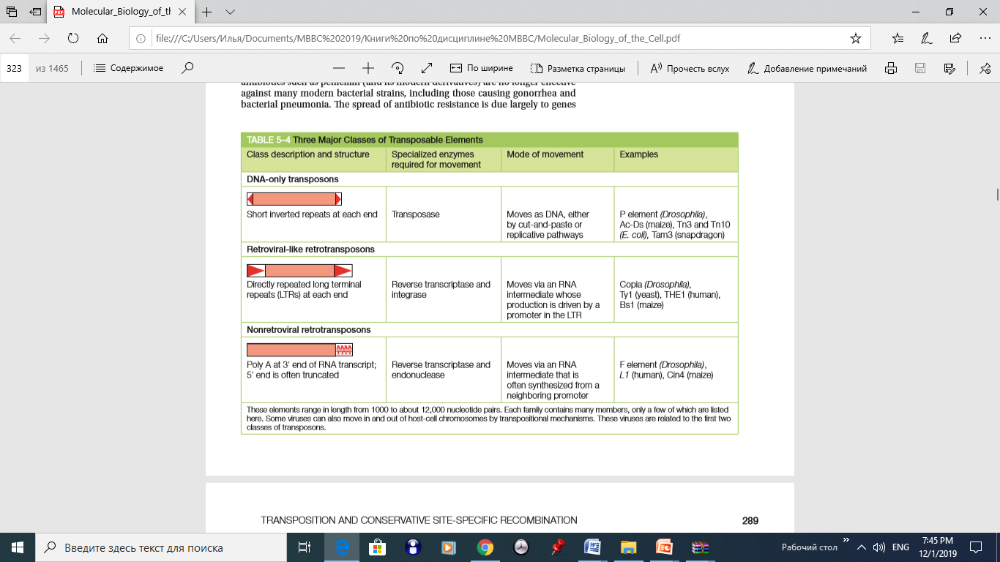 Molecular_Biology_of_th
file:///C:/Users/Илья/Documents/MBBC%202019/Книги%20по%20дисциплине%20MBBC/Molecular_Biology_of_the_Cell.pdf
323 из 1465 Содержимое По ширине Разметка страницы Прочесть вслух Добавление примечаний
antibiotics such as penicillin (and its modern derivatives) are no longer effective
against many modern bacterial strains, including those causing gonorrhea and
bacterial pneumonia. The spread of antibiotic resistance is due largely to genes
TABLE 5–4 Three Major Classes of Transposable Elements
Class description and structure
Specialized enzymes
required for movement
Mode of movement
Examples
DNA-only transposons
Short inverted repeats at each end
Transposase
Moves as DNA, either
by cut-and-paste or
replicative pathways
P element (Drosophila),
Ac-Ds (maize), Tn3 and Tn10
(E. coli), Tam3 (snapdragon)
Retroviral-like retrotransposons
Directly repeated long terminal
repeats (LTRs) at each end
Reverse transcriptase and
integrase
Moves via an RNA
intermediate whose
production is driven by a
promoter in the LTR
Copia (Drosophila),
Ty1 (yeast), THE1 (human),
Bs1 (maize)
Nonretroviral retrotransposons
AAAA
TTTT
Poly A at 3′ end of RNA transcript;
5′ end is often truncated
Reverse transcriptase and
endonuclease
Moves via an RNA
intermediate that is
often synthesized from a
neighboring promoter
F element (Drosophila),
L1 (human), Cin4 (maize)
These elements range in length from 1000 to about 12,000 nucleotide pairs. Each family contains many members, only a few of which are listed
here. Some viruses can also move in and out of host-cell chromosomes by transpositional mechanisms. These viruses are related to the first two
classes of transposons.
TRANSPOSITION AND CONSERVATIVE SITE-SPECIFIC RECOMBINATION 289
Введите здесь текст для поиска
Рабочий стол
ENG
7:45 PM
12/1/2019